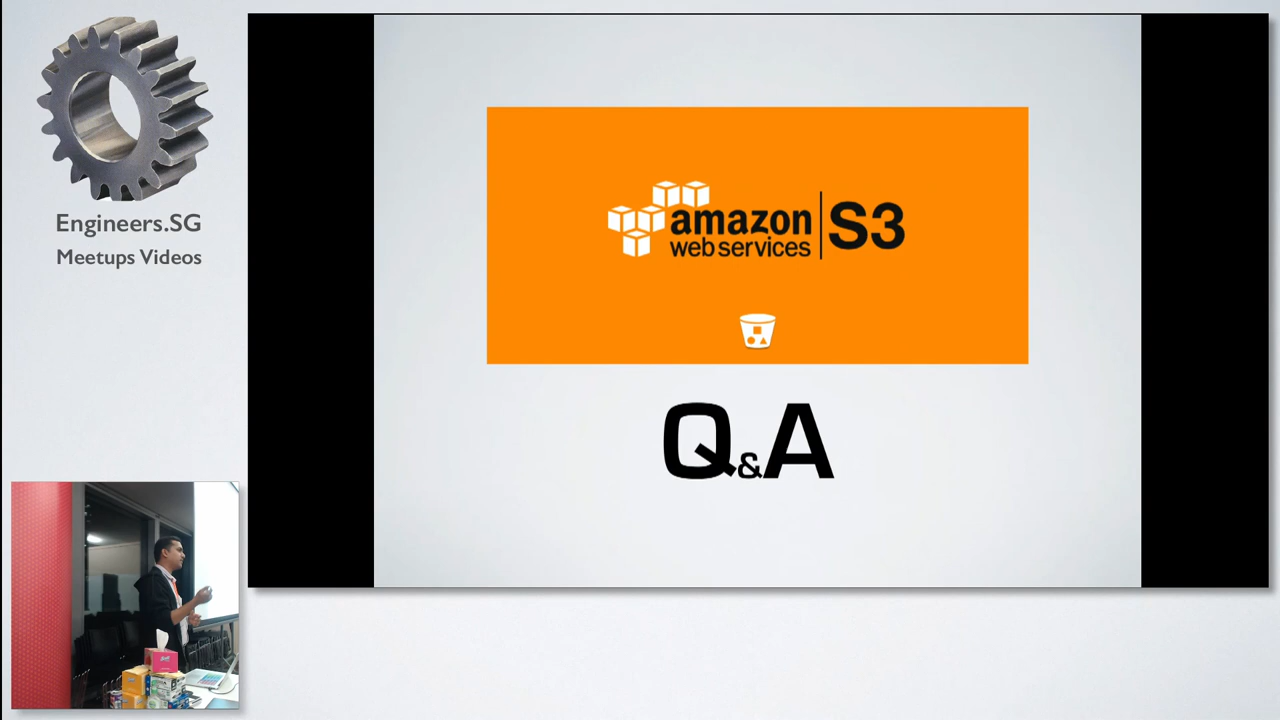 Engineers.SG
Meetups Videos
amazon
web services
S3
Q&A